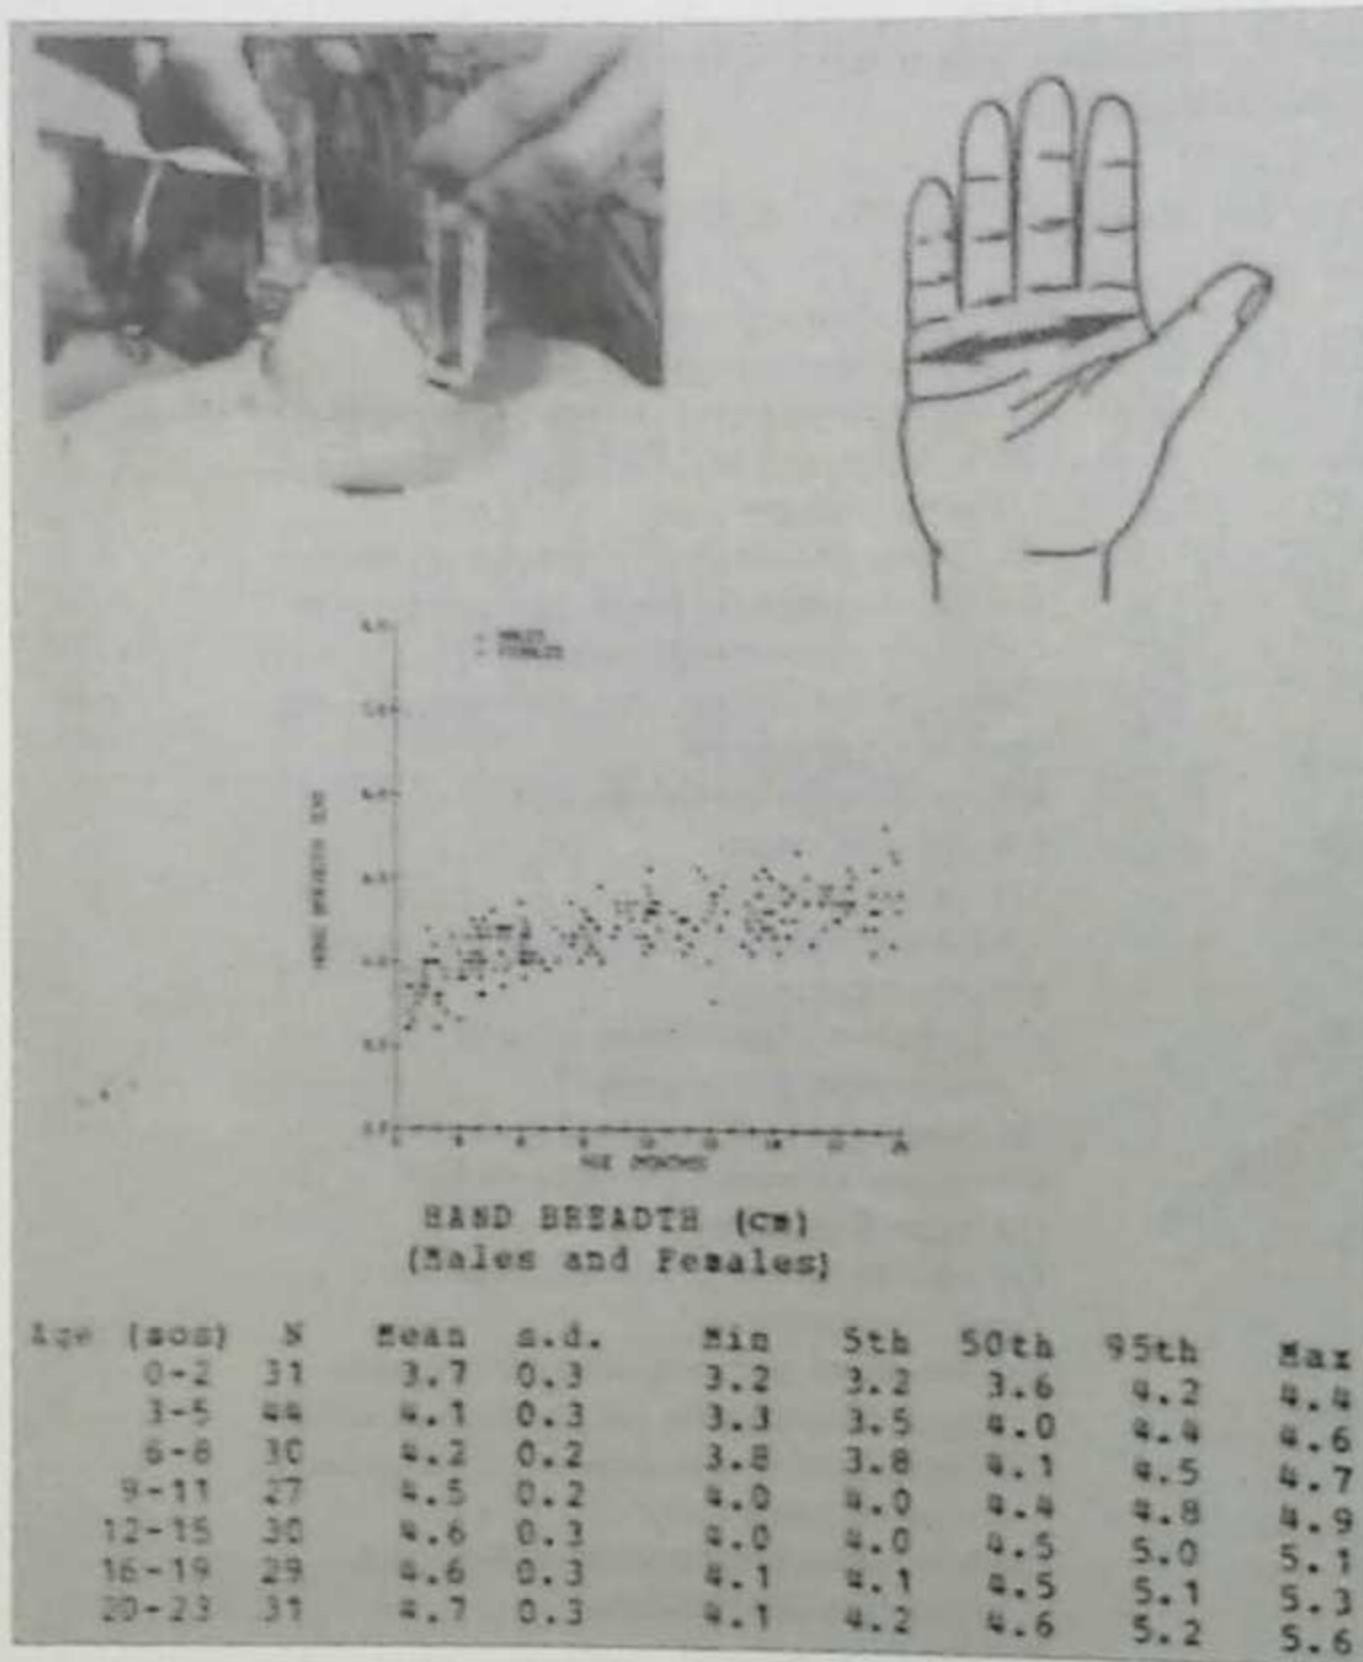 MALES
FEMALES
HAND BREADTH (CM)
AGE (MONTHS)
HAND BREADTH (cm)
(Males and Females)
Age (mos) N Mean s.d. Min 5th 50th 95th Max
0-2 31 3.7 0.3 3.2 3.2 3.6 4.2 4.4
3-5 44 4.1 0.3 3.3 3.5 4.0 4.4 4.6
6-8 30 4.2 0.2 3.8 3.8 4.1 4.5 4.7
9-11 27 4.5 0.2 4.0 4.0 4.4 4.8 4.9
12-15 30 4.6 0.3 4.0 4.0 4.5 5.0 5.1
16-19 29 4.6 0.3 4.1 4.1 4.5 5.1 5.3
20-23 31 4.7 0.3 4.1 4.2 4.6 5.2 5.6